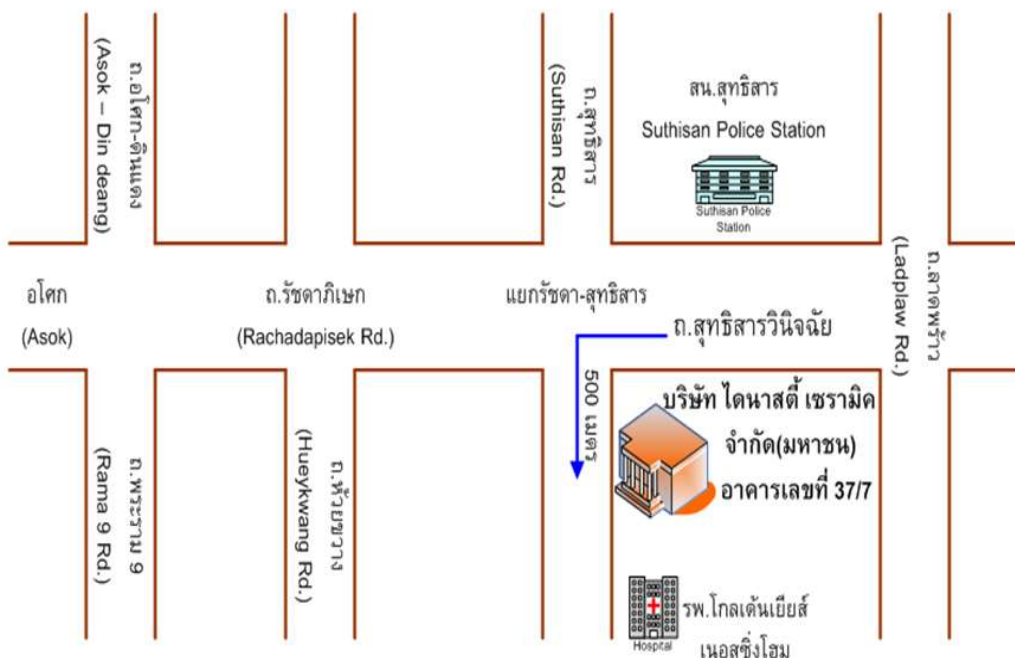 ถ.อโศก-ดินแดง
(Asok – Din deang)
ถ.สุทธิสาร
(Suthisan Rd.)
สน.สุทธิสาร
Suthisan Police Station
Suthisan Police
Station
อโศก
(Asok)
ถ.รัชดาภิเษก
(Rachadapisek Rd.)
แยกรัชดา-สุทธิสาร
ถ.สุทธิสารวินิจฉัย
ถ.ลาดพร้าว
(Ladplaw Rd.)
ถ.พระราม 9
(Rama 9 Rd.)
ถ.ห้วยขวาง
(Hueykwang Rd.)
500 เมตร
บริษัท ไดนาสตี้ เซรามิค
จำกัด(มหาชน)
อาคารเลขที่ 37/7
Hospital
รพ.โกลเด้นเยียส์
เนอสซิ่งโฮม